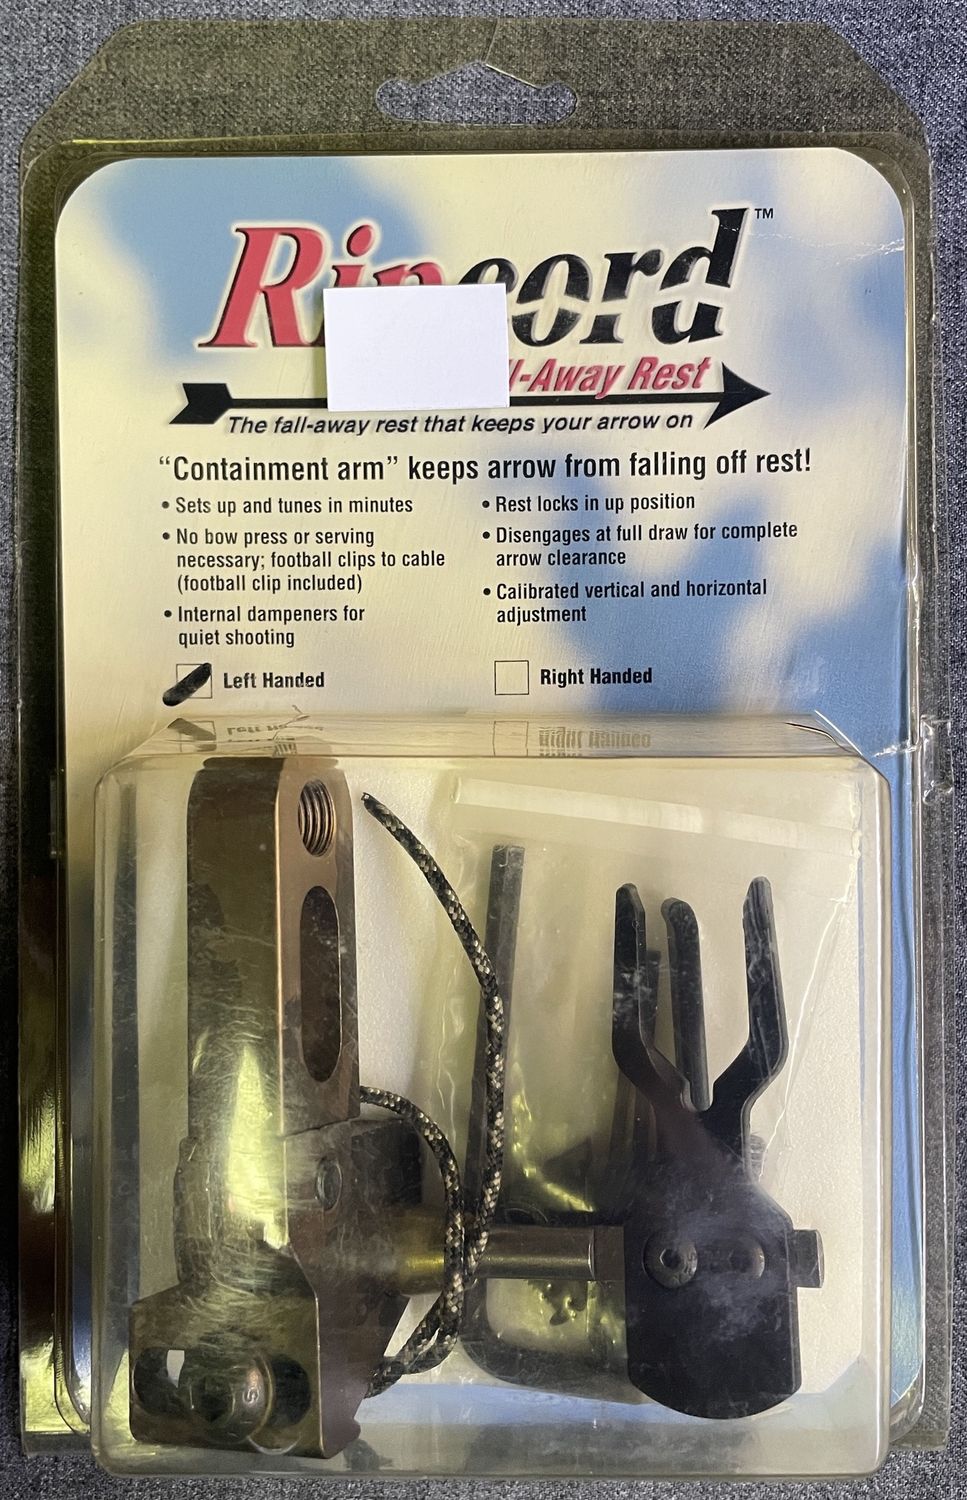 Ripcord™
-Away Rest
The fall-away rest that keeps your arrow on
“Containment arm” keeps arrow from falling off rest!
• Sets up and tunes in minutes
• No bow press or serving
necessary; football clips to cable
(football clip included)
• Internal dampeners for
quiet shooting
• Rest locks in up position
• Disengages at full draw for complete
arrow clearance
• Calibrated vertical and horizontal
adjustment
Left Handed
Right Handed